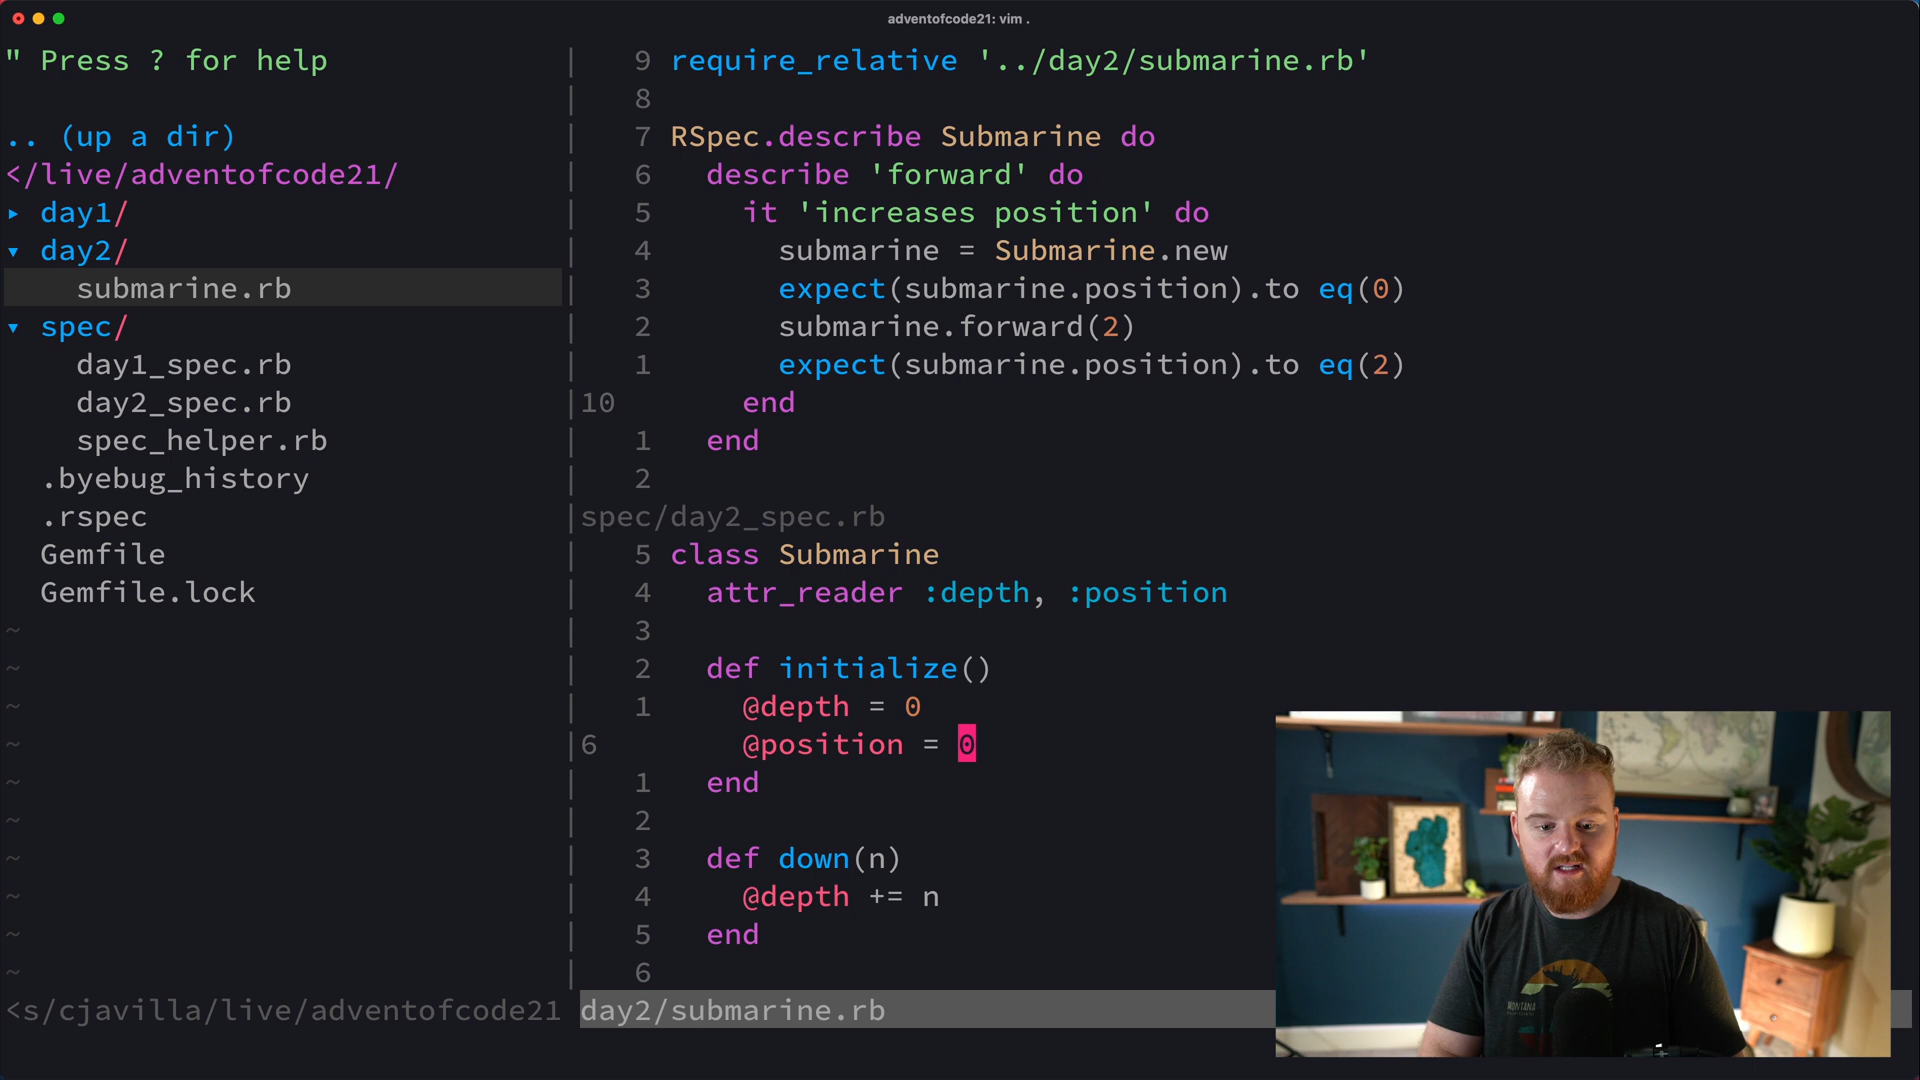 adventofcode21: vim .
" Press ? for help
.. (up a dir)
</live/adventofcode21/
▸ day1/
▾ day2/
submarine.rb
▾ spec/
day1_spec.rb
day2_spec.rb
spec_helper.rb
.byebug_history
.rspec
Gemfile
Gemfile.lock
~
~
~
~
~
~
~
~
~
~
<s/cjavilla/live/adventofcode21
9 require_relative '../day2/submarine.rb'
8
7 RSpec.describe Submarine do
6 describe 'forward' do
5 it 'increases position' do
4 submarine = Submarine.new
3 expect(submarine.position).to eq(0)
2 submarine.forward(2)
1 expect(submarine.position).to eq(2)
10 end
1 end
2
spec/day2_spec.rb
5 class Submarine
4 attr_reader :depth, :position
3
2 def initialize()
1 @depth = 0
6 @position = 0
1 end
2
3 def down(n)
4 @depth += n
5 end
6
day2/submarine.rb
MONTANA